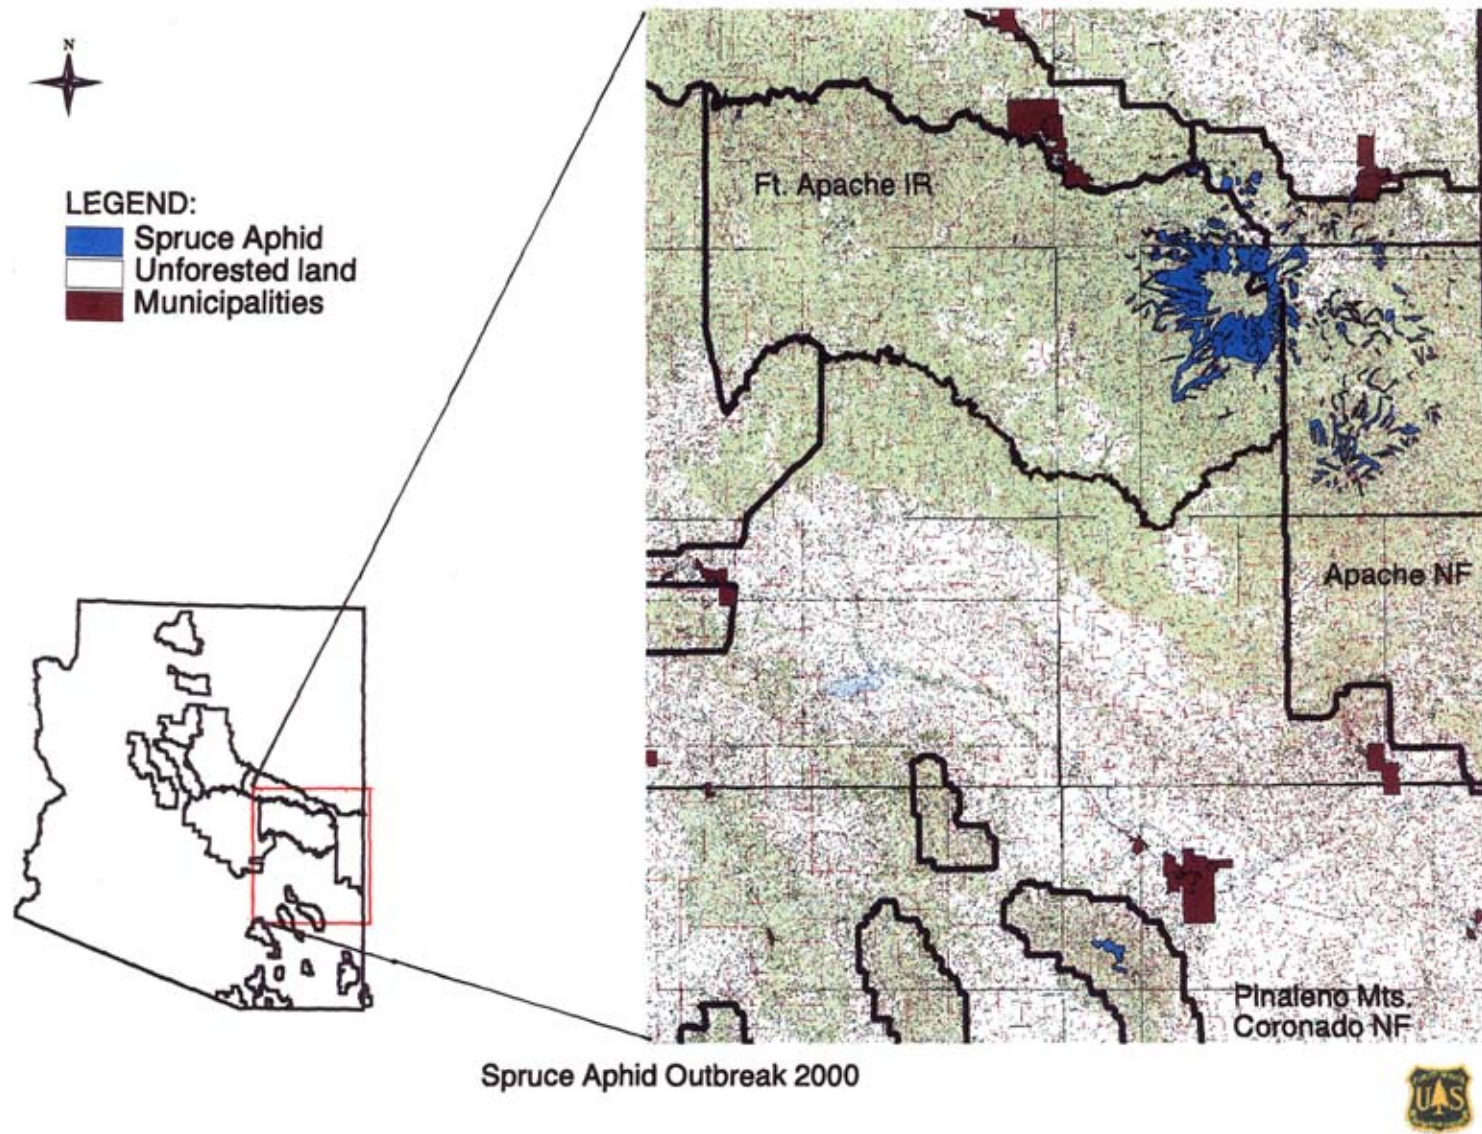 N
LEGEND:
Spruce Aphid
Unforested land
Municipalities
Ft. Apache IR
Apache NF
Pinaleno Mts.
Coronado NF
Spruce Aphid Outbreak 2000
UAS